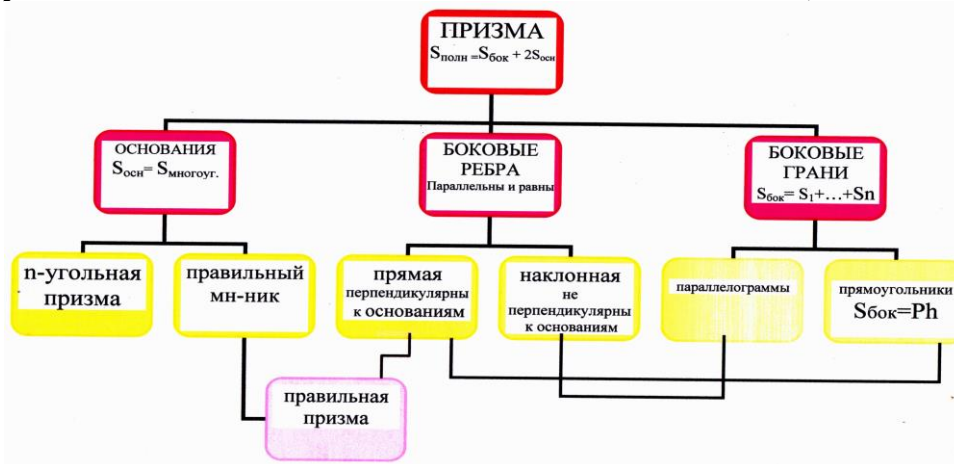 ПРИЗМА
Sполн =Sбок + 2Sосн
ОСНОВАНИЯ
Sосн= Sмногоуг.
БОКОВЫЕ
РЕБРА
Параллельны и равны
БОКОВЫЕ
ГРАНИ
Sбок= S1+…+Sn
n-угольная
призма
правильный
мн-ник
прямая
перпендикулярны
к основаниям
наклонная
не
перпендикулярны
к основаниям
параллелограммы
прямоугольники
Sбок=Ph
правильная
призма